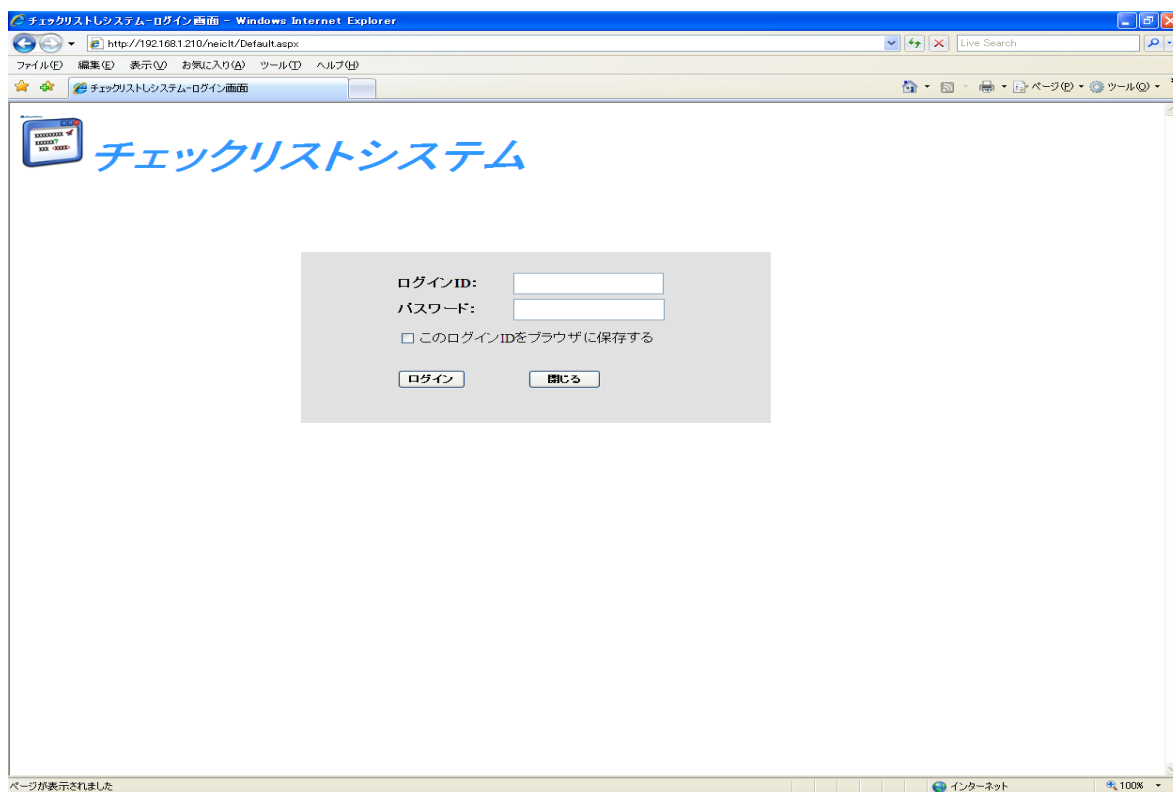 チェックリストしシステム-ログイン画面 - Windows Internet Explorer
http://192.168.1.210/neiclt/Default.aspx
Live Search
ファイル(F) 編集(E) 表示(V) お気に入り(A) ツール(T) ヘルプ(H)
チェックリストしシステム-ログイン画面
ページ(P) ツール(O)
チェックリストシステム
ログインID:
パスワード:
このログインIDをブラウザに保存する
ログイン 閉じる
ページが表示されました インターネット 100%